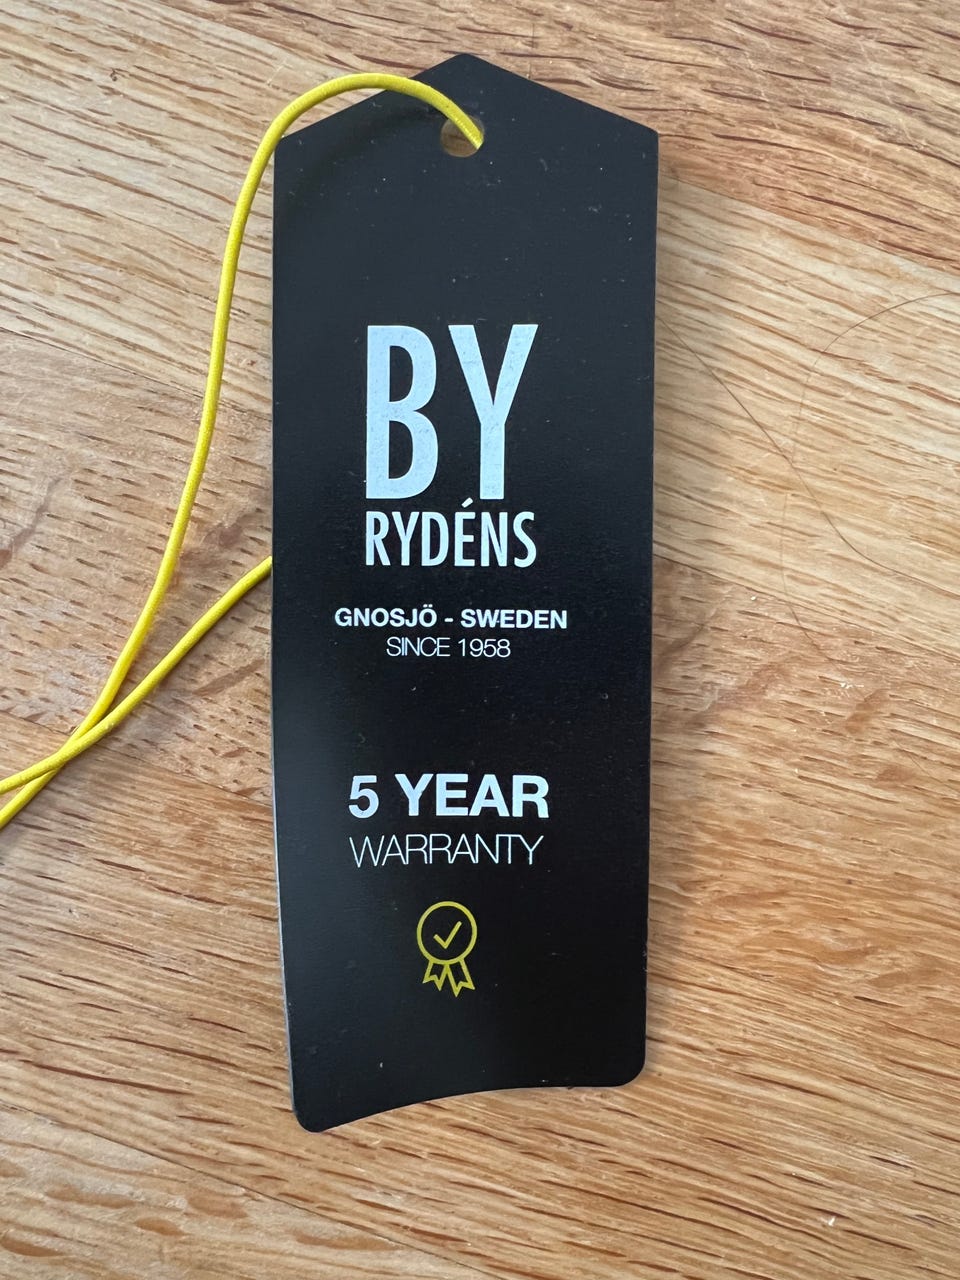 BY
RYDÉNS
GNOSJÖ - SWEDEN
SINCE 1958
5 YEAR
WARRANTY